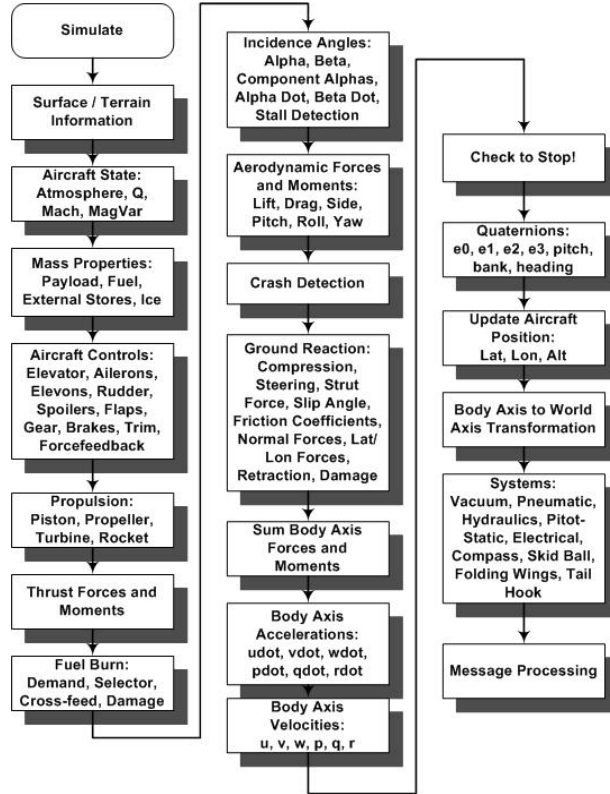 Simulate
Surface / Terrain
Information
Aircraft State:
Atmosphere, Q,
Mach, MagVar
Mass Properties:
Payload, Fuel,
External Stores, Ice
Aircraft Controls:
Elevator, Ailerons,
Elevons, Rudder,
Spoilers, Flaps,
Gear, Brakes, Trim,
Forcefeedback
Propulsion:
Piston, Propeller,
Turbine, Rocket
Thrust Forces and
Moments
Fuel Burn:
Demand, Selector,
Cross-feed, Damage
Incidence Angles:
Alpha, Beta,
Component Alphas,
Alpha Dot, Beta Dot,
Stall Detection
Aerodynamic Forces
and Moments:
Lift, Drag, Side,
Pitch, Roll, Yaw
Crash Detection
Ground Reaction:
Compression,
Steering, Strut
Force, Slip Angle,
Friction Coefficients,
Normal Forces, Lat/
Lon Forces,
Retraction, Damage
Sum Body Axis
Forces and
Moments
Body Axis
Accelerations:
udot, vdot, wdot,
pdot, qdot, rdot
Body Axis
Velocities:
u, v, w, p, q, r
Check to Stop!
Quaternions:
e0, e1, e2, e3, pitch,
bank, heading
Update Aircraft
Position:
Lat, Lon, Alt
Body Axis to World
Axis Transformation
Systems:
Vacuum, Pneumatic,
Hydraulics, Pitot-
Static, Electrical,
Compass, Skid Ball,
Folding Wings, Tail
Hook
Message Processing